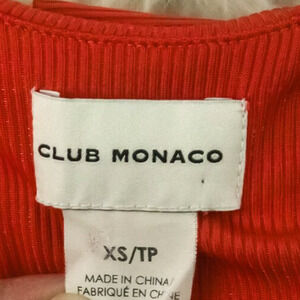 CLUB MONACO
XS/TP
MADE IN CHINA/
FABRIQUÉ EN CHINE